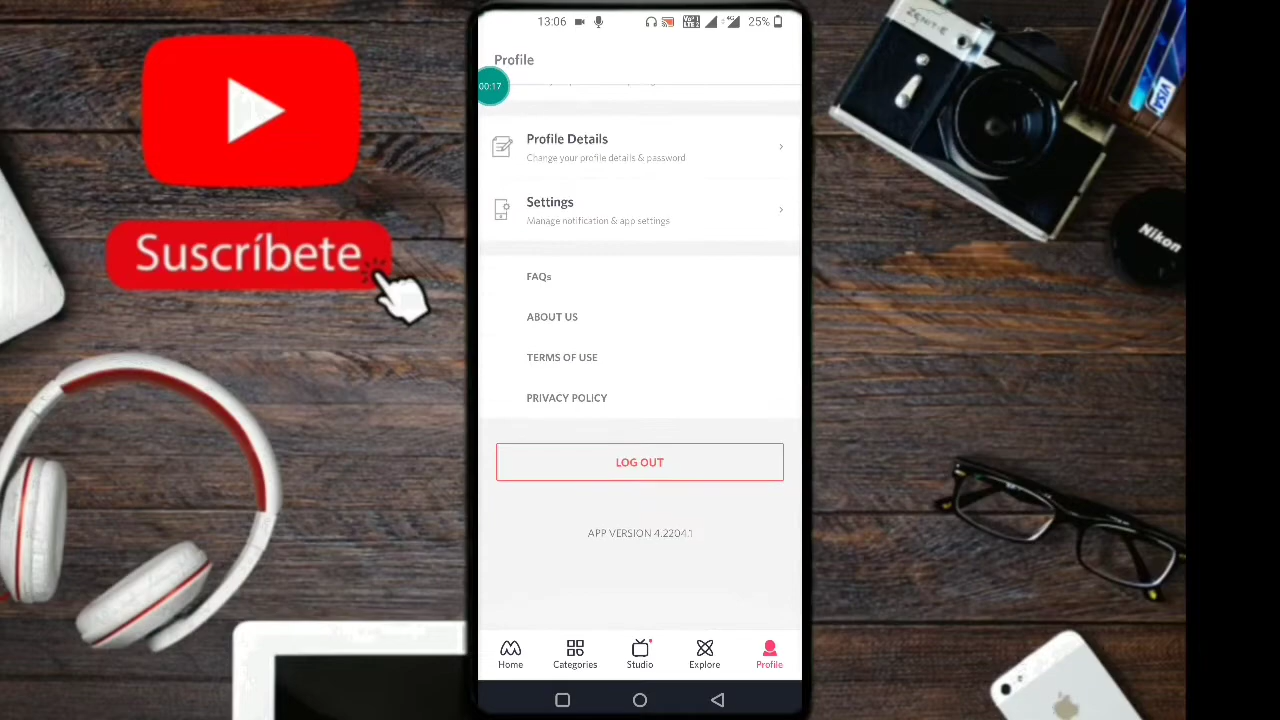 13:06
25%
Profile
00:17
Profile Details
Change your profile details & password
Settings
Manage notification & app settings
FAQs
ABOUT US
TERMS OF USE
PRIVACY POLICY
LOG OUT
APP VERSION 4.2204.1
Home
Categories
Studio
Explore
Profile
Suscríbete
ZENIT-E
VISA
Nikon